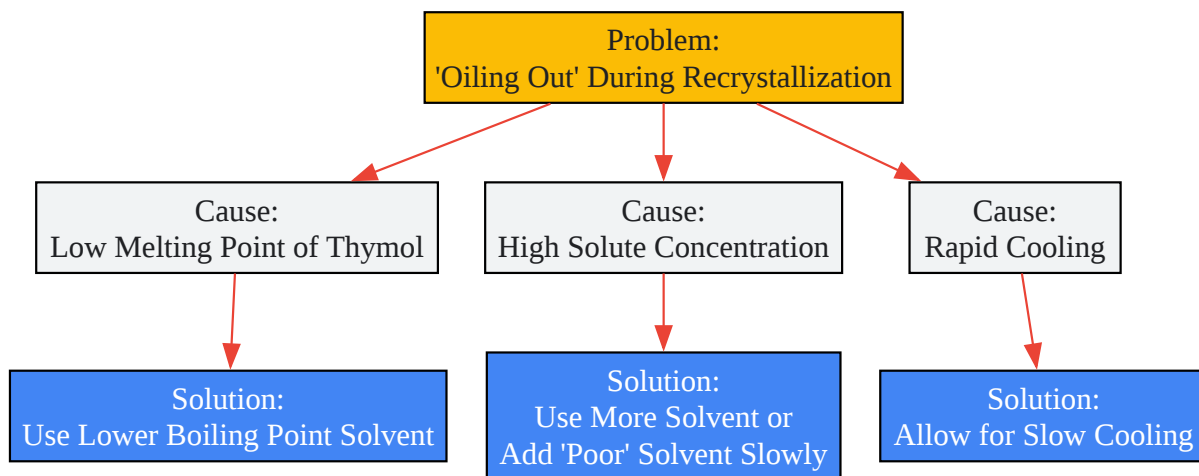 Problem:
'Oiling Out' During Recrystallization
Cause:
Low Melting Point of Thymol
Cause:
High Solute Concentration
Cause:
Rapid Cooling
Solution:
Use Lower Boiling Point Solvent
Solution:
Use More Solvent or
Add 'Poor' Solvent Slowly
Solution:
Allow for Slow Cooling